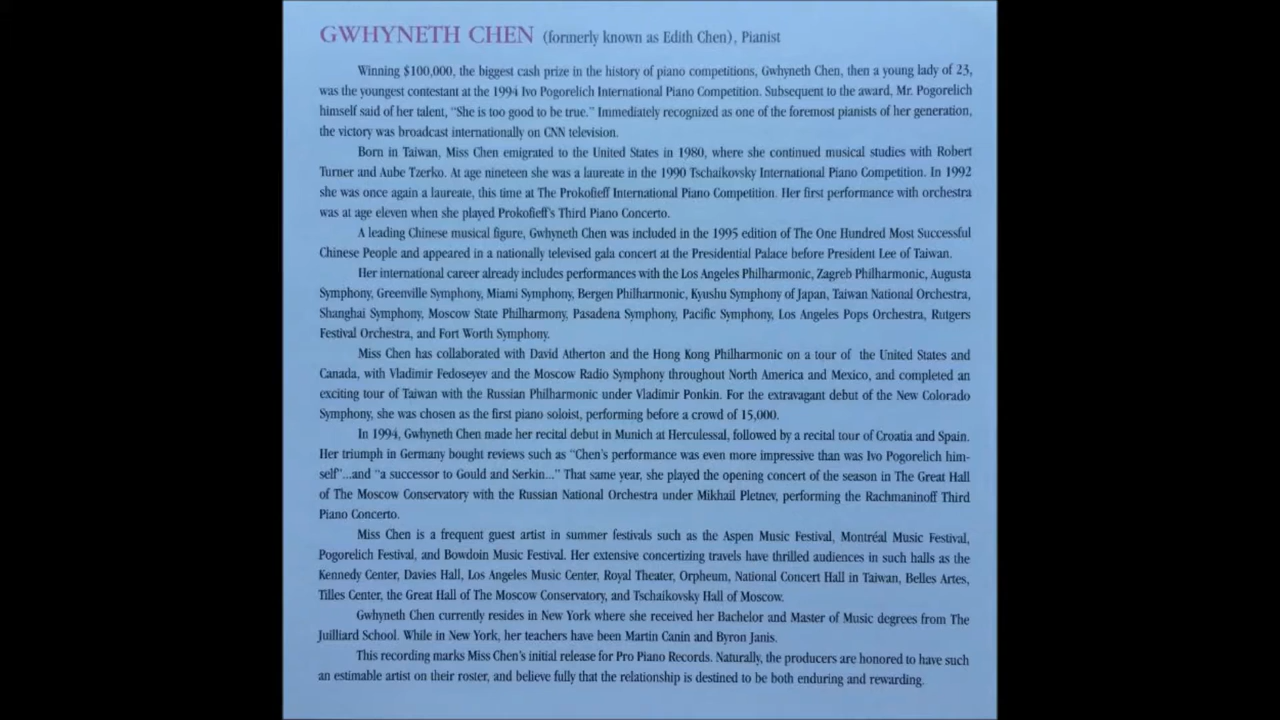 GWHYNETH CHEN (formerly known as Edith Chen), Pianist
Winning $100,000, the biggest cash prize in the history of piano competitions, Gwhyneth Chen, then a young lady of 23,
was the youngest contestant at the 1994 Ivo Pogorelich International Piano Competition. Subsequent to the award, Mr. Pogorelich
himself said of her talent, "She is too good to be true." Immediately recognized as one of the foremost pianists of her generation,
the victory was broadcast internationally on CNN television.
Born in Taiwan, Miss Chen emigrated to the United States in 1980, where she continued musical studies with Robert
Turner and Aube Tzerko. At age nineteen she was a laureate in the 1990 Tschaikovsky International Piano Competition. In 1992
she was once again a laureate, this time at The Prokofieff International Piano Competition. Her first performance with orchestra
was at age eleven when she played Prokofieff's Third Piano Concerto.
A leading Chinese musical figure, Gwhyneth Chen was included in the 1995 edition of The One Hundred Most Successful
Chinese People and appeared in a nationally televised gala concert at the Presidential Palace before President Lee of Taiwan.
Her international career already includes performances with the Los Angeles Philharmonic, Zagreb Philharmonic, Augusta
Symphony, Greenville Symphony, Miami Symphony, Bergen Philharmonic, Kyushu Symphony of Japan, Taiwan National Orchestra,
Shanghai Symphony, Moscow State Philharmony, Pasadena Symphony, Pacific Symphony, Los Angeles Pops Orchestra, Rutgers
Festival Orchestra, and Fort Worth Symphony.
Miss Chen has collaborated with David Atherton and the Hong Kong Philharmonic on a tour of the United States and
Canada, with Vladimir Fedoseyev and the Moscow Radio Symphony throughout North America and Mexico, and completed an
exciting tour of Taiwan with the Russian Philharmonic under Vladimir Ponkin. For the extravagant debut of the New Colorado
Symphony, she was chosen as the first piano soloist, performing before a crowd of 15,000.
In 1994, Gwhyneth Chen made her recital debut in Munich at Herculessal, followed by a recital tour of Croatia and Spain.
Her triumph in Germany bought reviews such as "Chen's performance was even more impressive than was Ivo Pogorelich him-
self"...and "a successor to Gould and Serkin..." That same year, she played the opening concert of the season in The Great Hall
of The Moscow Conservatory with the Russian National Orchestra under Mikhail Pletnev, performing the Rachmaninoff Third
Piano Concerto.
Miss Chen is a frequent guest artist in summer festivals such as the Aspen Music Festival, Montréal Music Festival,
Pogorelich Festival, and Bowdoin Music Festival. Her extensive concertizing travels have thrilled audiences in such halls as the
Kennedy Center, Davies Hall, Los Angeles Music Center, Royal Theater, Orpheum, National Concert Hall in Taiwan, Belles Artes,
Tilles Center, the Great Hall of The Moscow Conservatory, and Tschaikovsky Hall of Moscow.
Gwhyneth Chen currently resides in New York where she received her Bachelor and Master of Music degrees from The
Juilliard School. While in New York, her teachers have been Martin Canin and Byron Janis.
This recording marks Miss Chen's initial release for Pro Piano Records. Naturally, the producers are honored to have such
an estimable artist on their roster, and believe fully that the relationship is destined to be both enduring and rewarding.